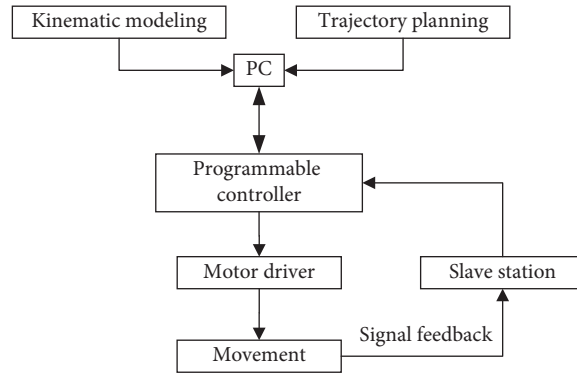 Kinematic modeling
Trajectory planning
PC
Programmable
controller
Motor driver
Slave station
Signal feedback
Movement